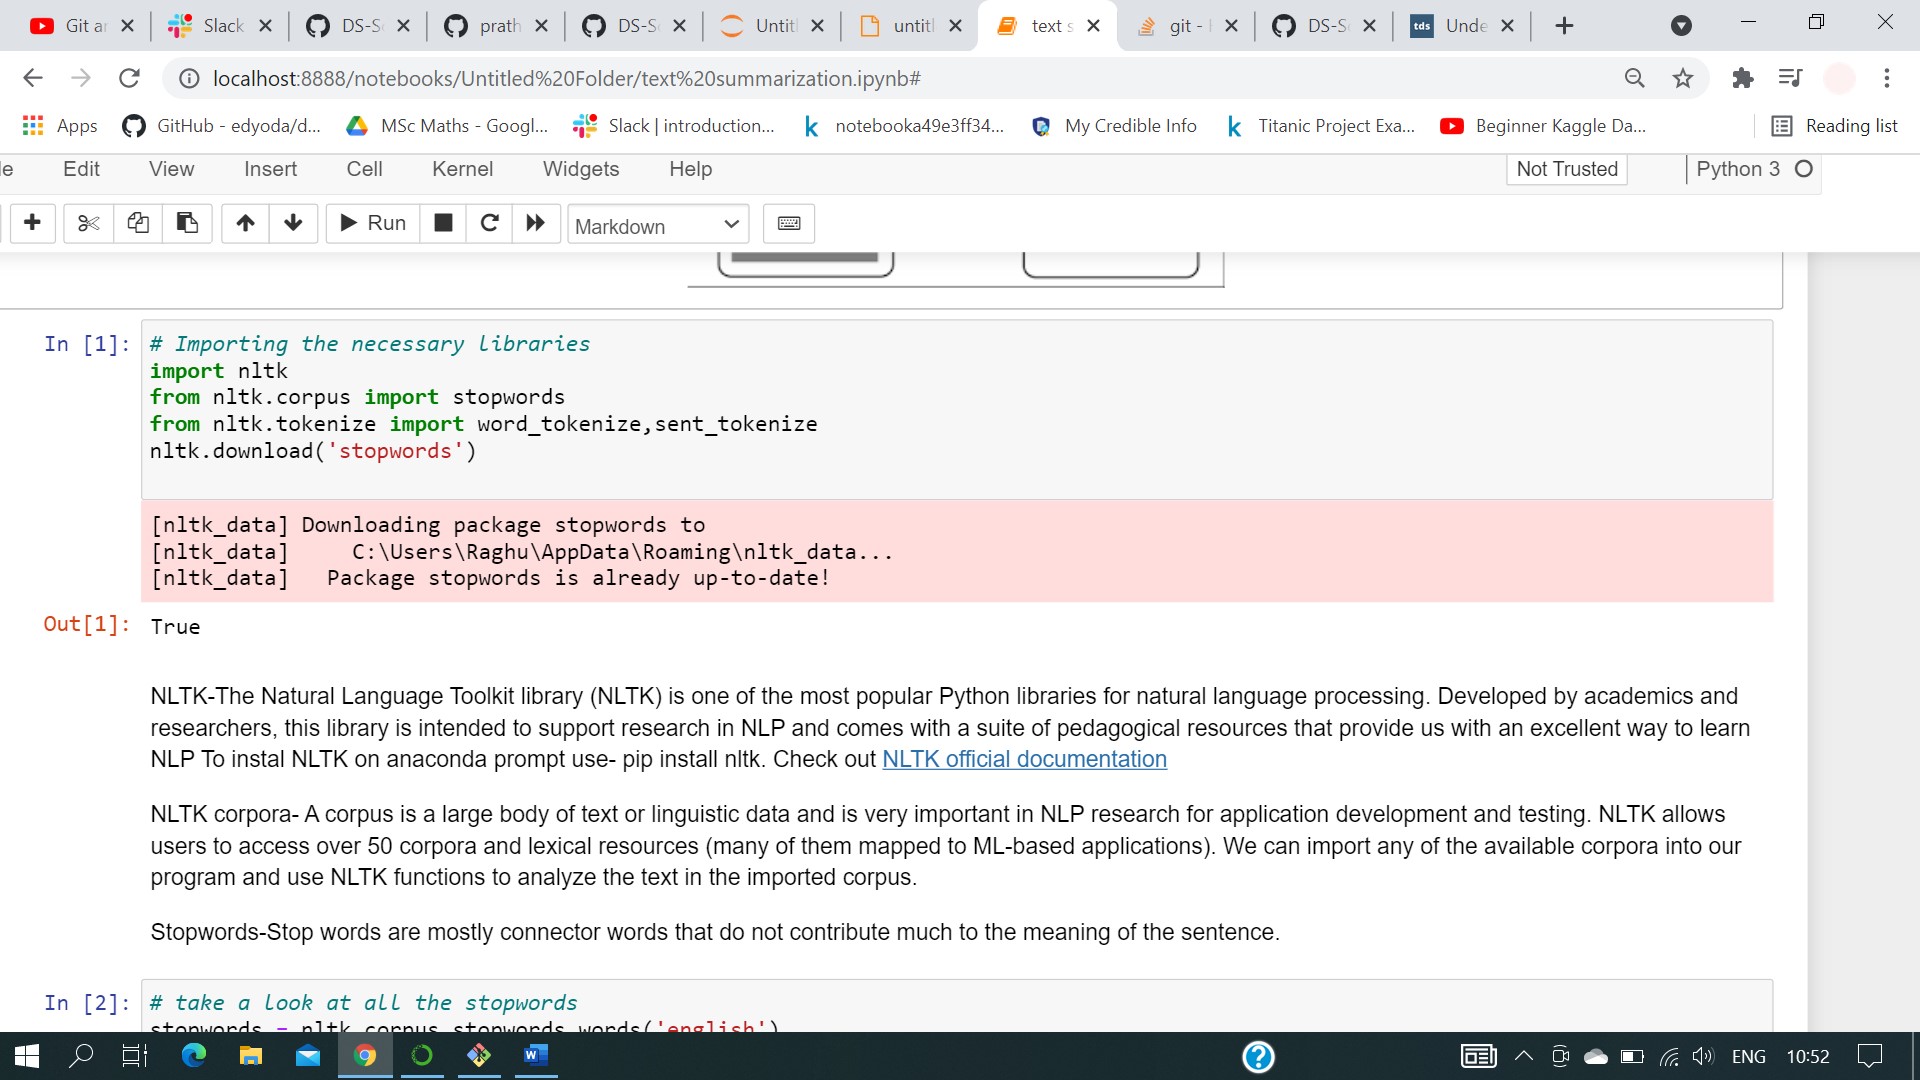 Git ar
Slack
DS-S
prath
DS-S
Untitl
untitl
text s
git -
DS-S
tds
Unde
localhost:8888/notebooks/Untitled%20Folder/text%20summarization.ipynb#
Apps
GitHub - edyoda/d...
MSc Maths - Googl...
Slack | introduction...
notebooka49e3ff34...
My Credible Info
Titanic Project Exa...
Beginner Kaggle Da...
Reading list
le Edit View Insert Cell Kernel Widgets Help
Not Trusted
Python 3
Run
Markdown
In [1]:
# Importing the necessary libraries
import nltk
from nltk.corpus import stopwords
from nltk.tokenize import word_tokenize,sent_tokenize
nltk.download('stopwords')
[nltk_data] Downloading package stopwords to
[nltk_data]     C:\Users\Raghu\AppData\Roaming\nltk_data...
[nltk_data]   Package stopwords is already up-to-date!
Out[1]: True
NLTK-The Natural Language Toolkit library (NLTK) is one of the most popular Python libraries for natural language processing. Developed by academics and
researchers, this library is intended to support research in NLP and comes with a suite of pedagogical resources that provide us with an excellent way to learn
NLP To instal NLTK on anaconda prompt use- pip install nltk. Check out NLTK official documentation
NLTK corpora- A corpus is a large body of text or linguistic data and is very important in NLP research for application development and testing. NLTK allows
users to access over 50 corpora and lexical resources (many of them mapped to ML-based applications). We can import any of the available corpora into our
program and use NLTK functions to analyze the text in the imported corpus.
Stopwords-Stop words are mostly connector words that do not contribute much to the meaning of the sentence.
In [2]:
# take a look at all the stopwords
stopwords = nltk.corpus.stopwords.words('english')
ENG
10:52